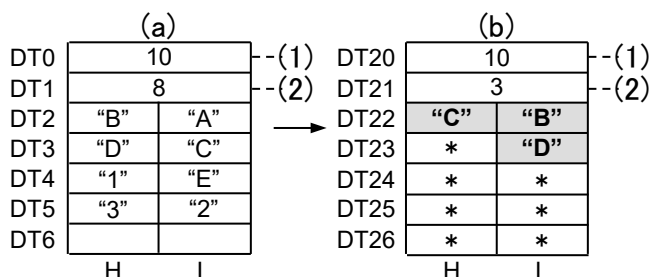 (a) (b)
DT0 10 (1) DT20 10 (1)
DT1 8 (2) DT21 3 (2)
DT2 “B” “A” DT22 “C” “B”
DT3 “D” “C” DT23 * “D”
DT4 “1” “E” DT24 * *
DT5 “3” “2” DT25 * *
DT6 DT26 * *
H L H L